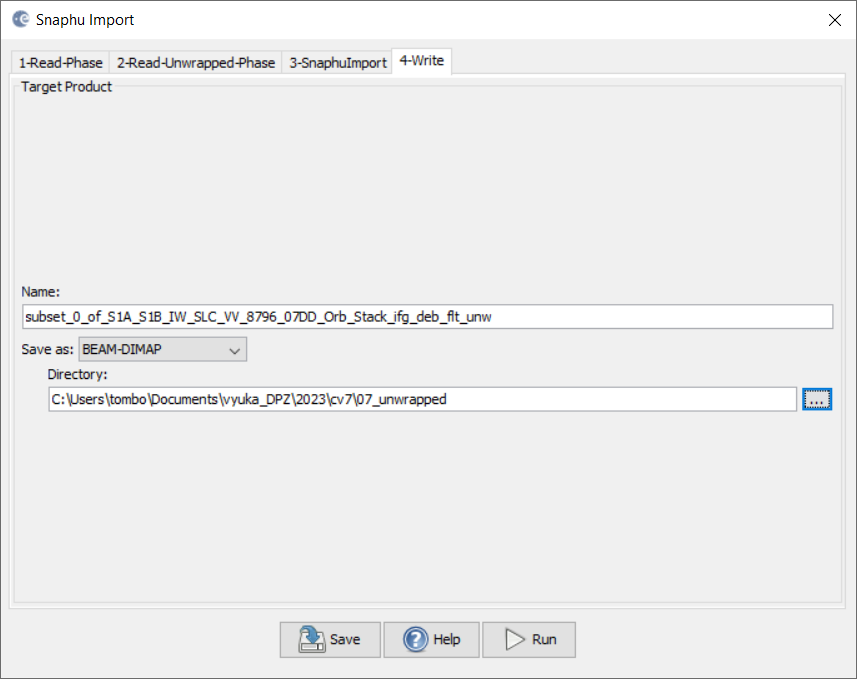 Snaphu Import
1-Read-Phase 2-Read-Unwrapped-Phase 3-SnaphuImport 4-Write
Target Product
Name:
subset_0_of_S1A_S1B_IW_SLC_VV_8796_07DD_Orb_Stack_ifg_deb_flt_unw
Save as: BEAM-DIMAP
Directory:
C:\Users\tombo\Documents\vyuka_DPZ\2023\cv7\07_unwrapped ...
Save Help Run